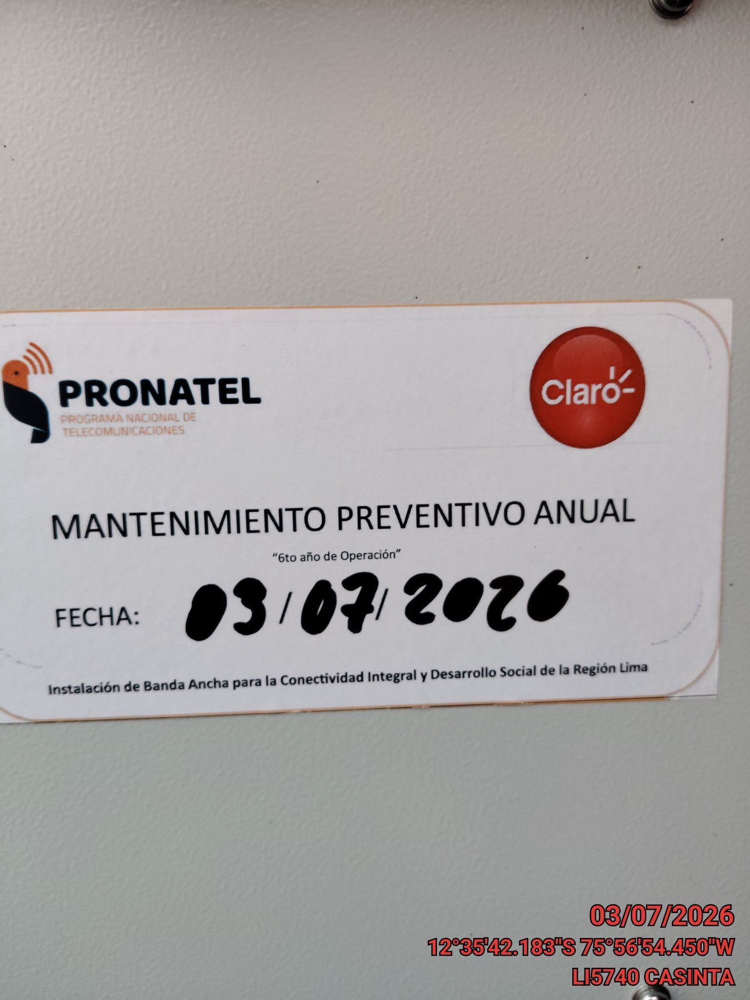 PRONATEL
PROGRAMA NACIONAL DE
TELECOMUNICACIONES
Claro
MANTENIMIENTO PREVENTIVO ANUAL
“6to año de Operación”
FECHA: 03/07/2026
Instalación de Banda Ancha para la Conectividad Integral y Desarrollo Social de la Región Lima
03/07/2026
12°35'42.183"S 75°56'54.450"W
LI5740 CASINTA